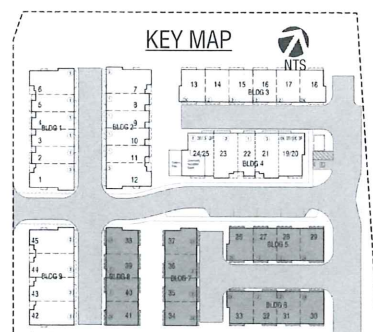 KEY MAP
NTS
13 14 15 16 17 18
BLDG 3
6
5
4
BLDG 1
3
2
1
7
8
BLDG 2
9
10
11
12
24/25 23 22 21 19/20
BLDG 4
45
44
BLDG 9
43
42
38
39
BLDG 8
40
41
37
36
BLDG 7
35
34
26 27 28 29
BLDG 5
BLDG 6
33 32 31 30